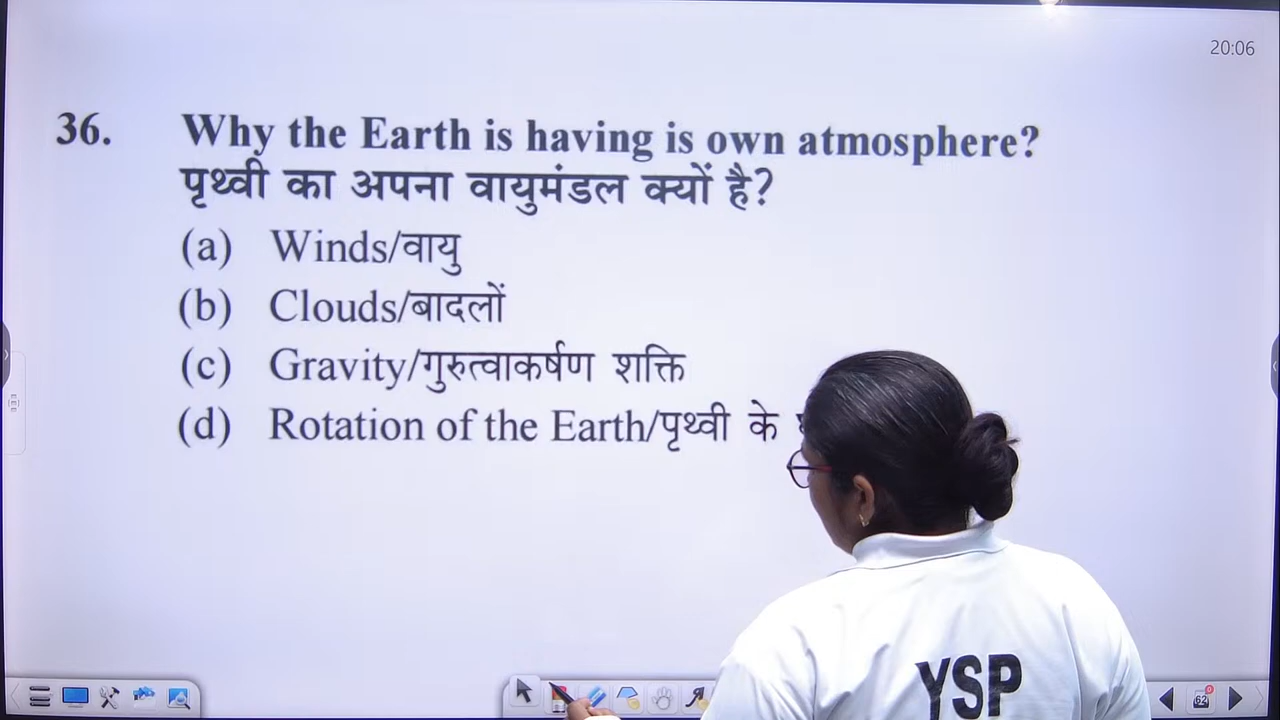 20:06
36. Why the Earth is having is own atmosphere?
पृथ्वी का अपना वायुमंडल क्यों है?
(a) Winds/वायु
(b) Clouds/बादलों
(c) Gravity/गुरुत्वाकर्षण शक्ति
(d) Rotation of the Earth/पृथ्वी के
YSP
62